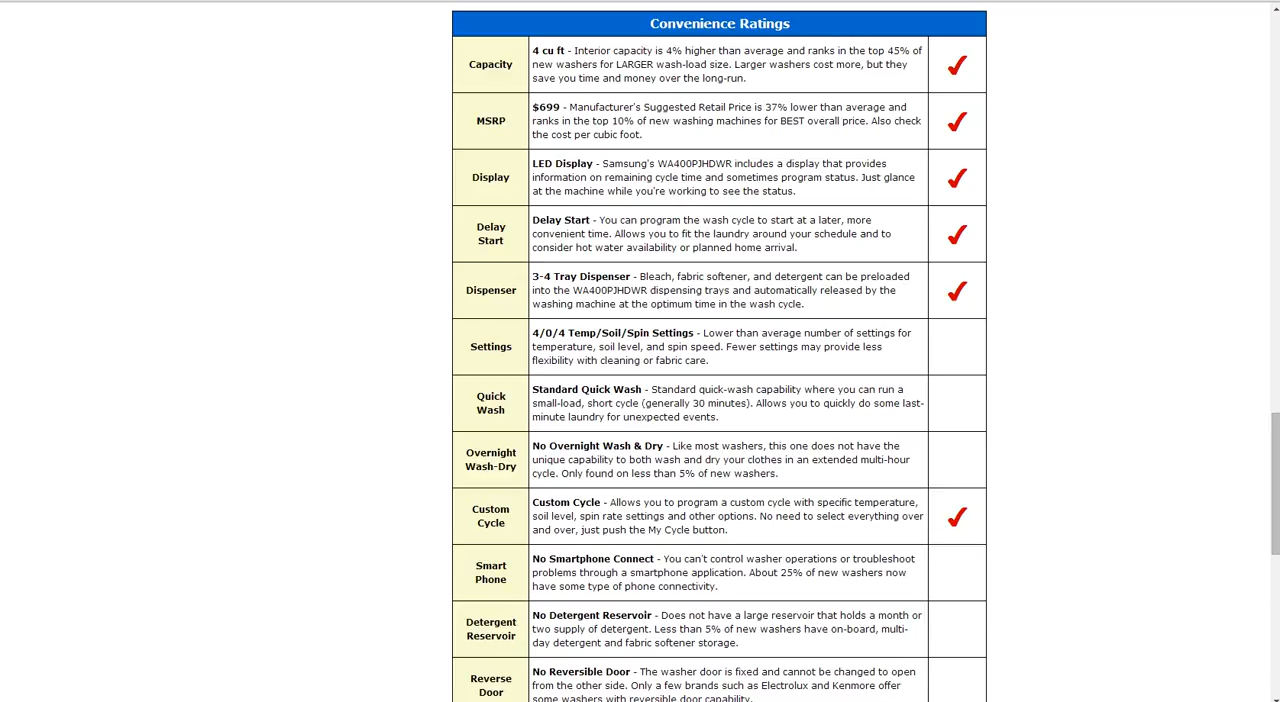 Convenience Ratings
Capacity
4 cu ft - Interior capacity is 4% higher than average and ranks in the top 45% of
new washers for LARGER wash-load size. Larger washers cost more, but they
save you time and money over the long-run.
MSRP
$699 - Manufacturer's Suggested Retail Price is 37% lower than average and
ranks in the top 10% of new washing machines for BEST overall price. Also check
the cost per cubic foot.
Display
LED Display - Samsung's WA400PJHDWR includes a display that provides
information on remaining cycle time and sometimes program status. Just glance
at the machine while you're working to see the status.
Delay
Start
Delay Start - You can program the wash cycle to start at a later, more
convenient time. Allows you to fit the laundry around your schedule and to
consider hot water availability or planned home arrival.
Dispenser
3-4 Tray Dispenser - Bleach, fabric softener, and detergent can be preloaded
into the WA400PJHDWR dispensing trays and automatically released by the
washing machine at the optimum time in the wash cycle.
Settings
4/0/4 Temp/Soil/Spin Settings - Lower than average number of settings for
temperature, soil level, and spin speed. Fewer settings may provide less
flexibility with cleaning or fabric care.
Quick
Wash
Standard Quick Wash - Standard quick-wash capability where you can run a
small-load, short cycle (generally 30 minutes). Allows you to quickly do some last-
minute laundry for unexpected events.
Overnight
Wash-Dry
No Overnight Wash & Dry - Like most washers, this one does not have the
unique capability to both wash and dry your clothes in an extended multi-hour
cycle. Only found on less than 5% of new washers.
Custom
Cycle
Custom Cycle - Allows you to program a custom cycle with specific temperature,
soil level, spin rate settings and other options. No need to select everything over
and over, just push the My Cycle button.
Smart
Phone
No Smartphone Connect - You can't control washer operations or troubleshoot
problems through a smartphone application. About 25% of new washers now
have some type of phone connectivity.
Detergent
Reservoir
No Detergent Reservoir - Does not have a large reservoir that holds a month or
two supply of detergent. Less than 5% of new washers have on-board, multi-
day detergent and fabric softener storage.
Reverse
Door
No Reversible Door - The washer door is fixed and cannot be changed to open
from the other side. Only a few brands such as Electrolux and Kenmore offer
some washers with reversible door capability.